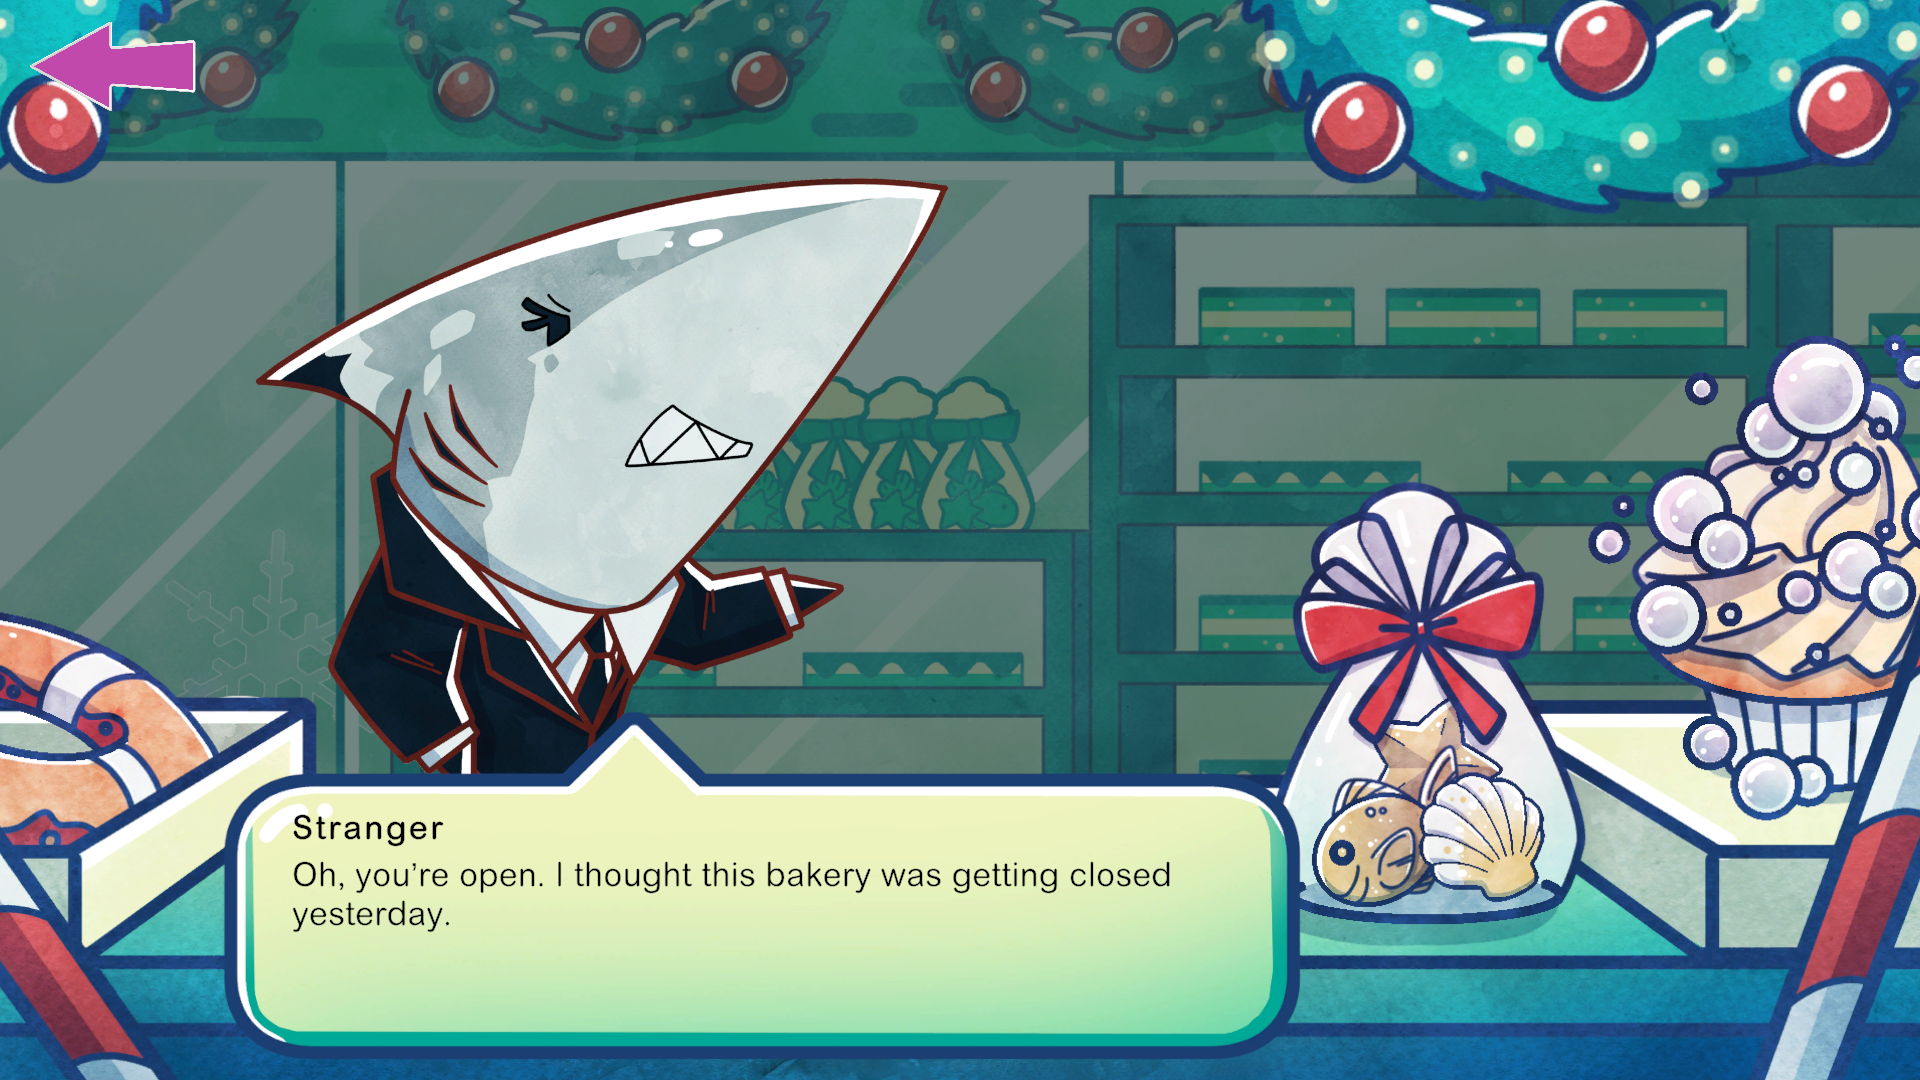 Stranger
Oh, you’re open. I thought this bakery was getting closed
yesterday.